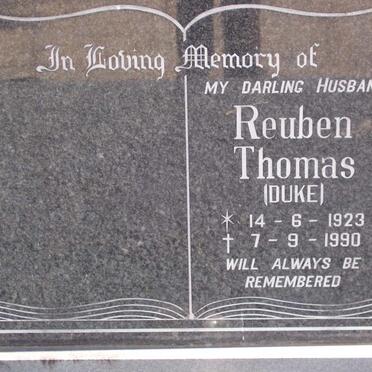 In Loving Memory of
MY DARLING HUSBAN
Reuben
Thomas
(DUKE)
* 14 - 6 - 1923
† 7 - 9 - 1990
WILL ALWAYS BE
REMEMBERED